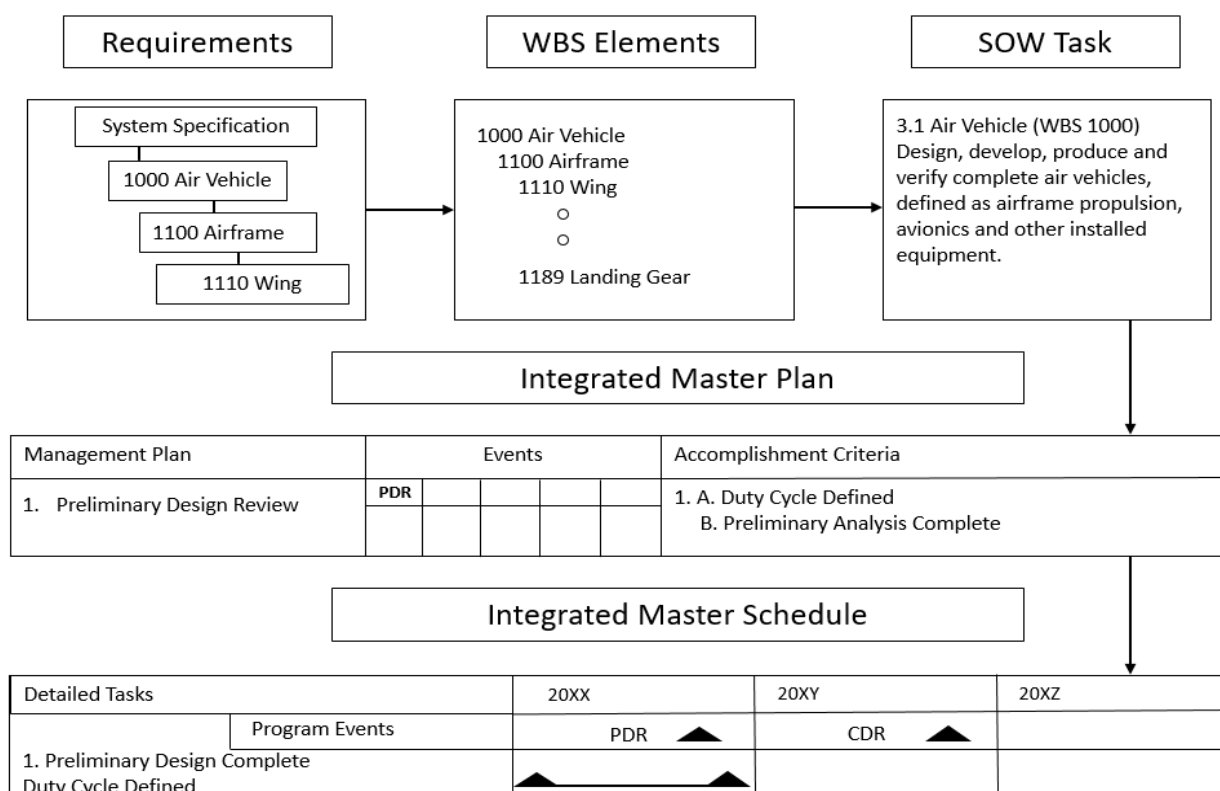 Requirements
WBS Elements
SOW Task
System Specification
1000 Air Vehicle
1100 Airframe
1110 Wing
1000 Air Vehicle
1100 Airframe
1110 Wing
1189 Landing Gear
3.1 Air Vehicle (WBS 1000)
Design, develop, produce and
verify complete air vehicles,
defined as airframe propulsion,
avionics and other installed
equipment.
Integrated Master Plan
Management Plan
Events
Accomplishment Criteria
1. Preliminary Design Review
PDR
1. A. Duty Cycle Defined
B. Preliminary Analysis Complete
Integrated Master Schedule
Detailed Tasks
20XX
20XY
20XZ
Program Events
PDR
CDR
1. Preliminary Design Complete
Duty Cycle Defined